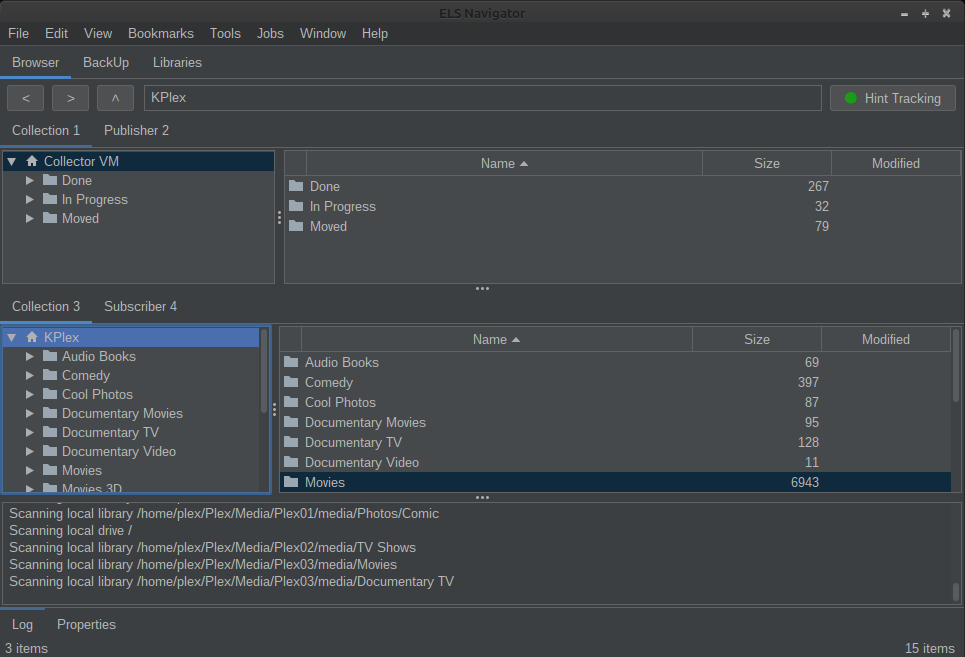 ELS Navigator
File Edit View Bookmarks Tools Jobs Window Help
Browser BackUp Libraries
< > ^ KPlex Hint Tracking
Collection 1 Publisher 2
Collector VM
Done
In Progress
Moved
Name Size Modified
Done 267
In Progress 32
Moved 79
Collection 3 Subscriber 4
KPlex
Audio Books
Comedy
Cool Photos
Documentary Movies
Documentary TV
Documentary Video
Movies
Movies 3D
Name Size Modified
Audio Books 69
Comedy 397
Cool Photos 87
Documentary Movies 95
Documentary TV 128
Documentary Video 11
Movies 6943
Scanning local library /home/plex/Plex/Media/Plex01/media/Photos/Comic
Scanning local drive /
Scanning local library /home/plex/Plex/Media/Plex02/media/TV Shows
Scanning local library /home/plex/Plex/Media/Plex03/media/Movies
Scanning local library /home/plex/Plex/Media/Plex03/media/Documentary TV
Log Properties
3 items 15 items